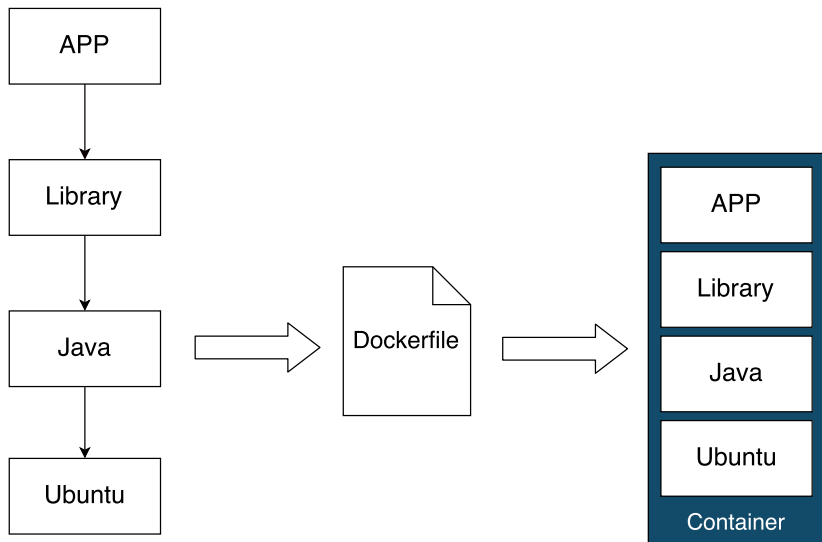 APP
Library
Java
Ubuntu
Dockerfile
APP
Library
Java
Ubuntu
Container